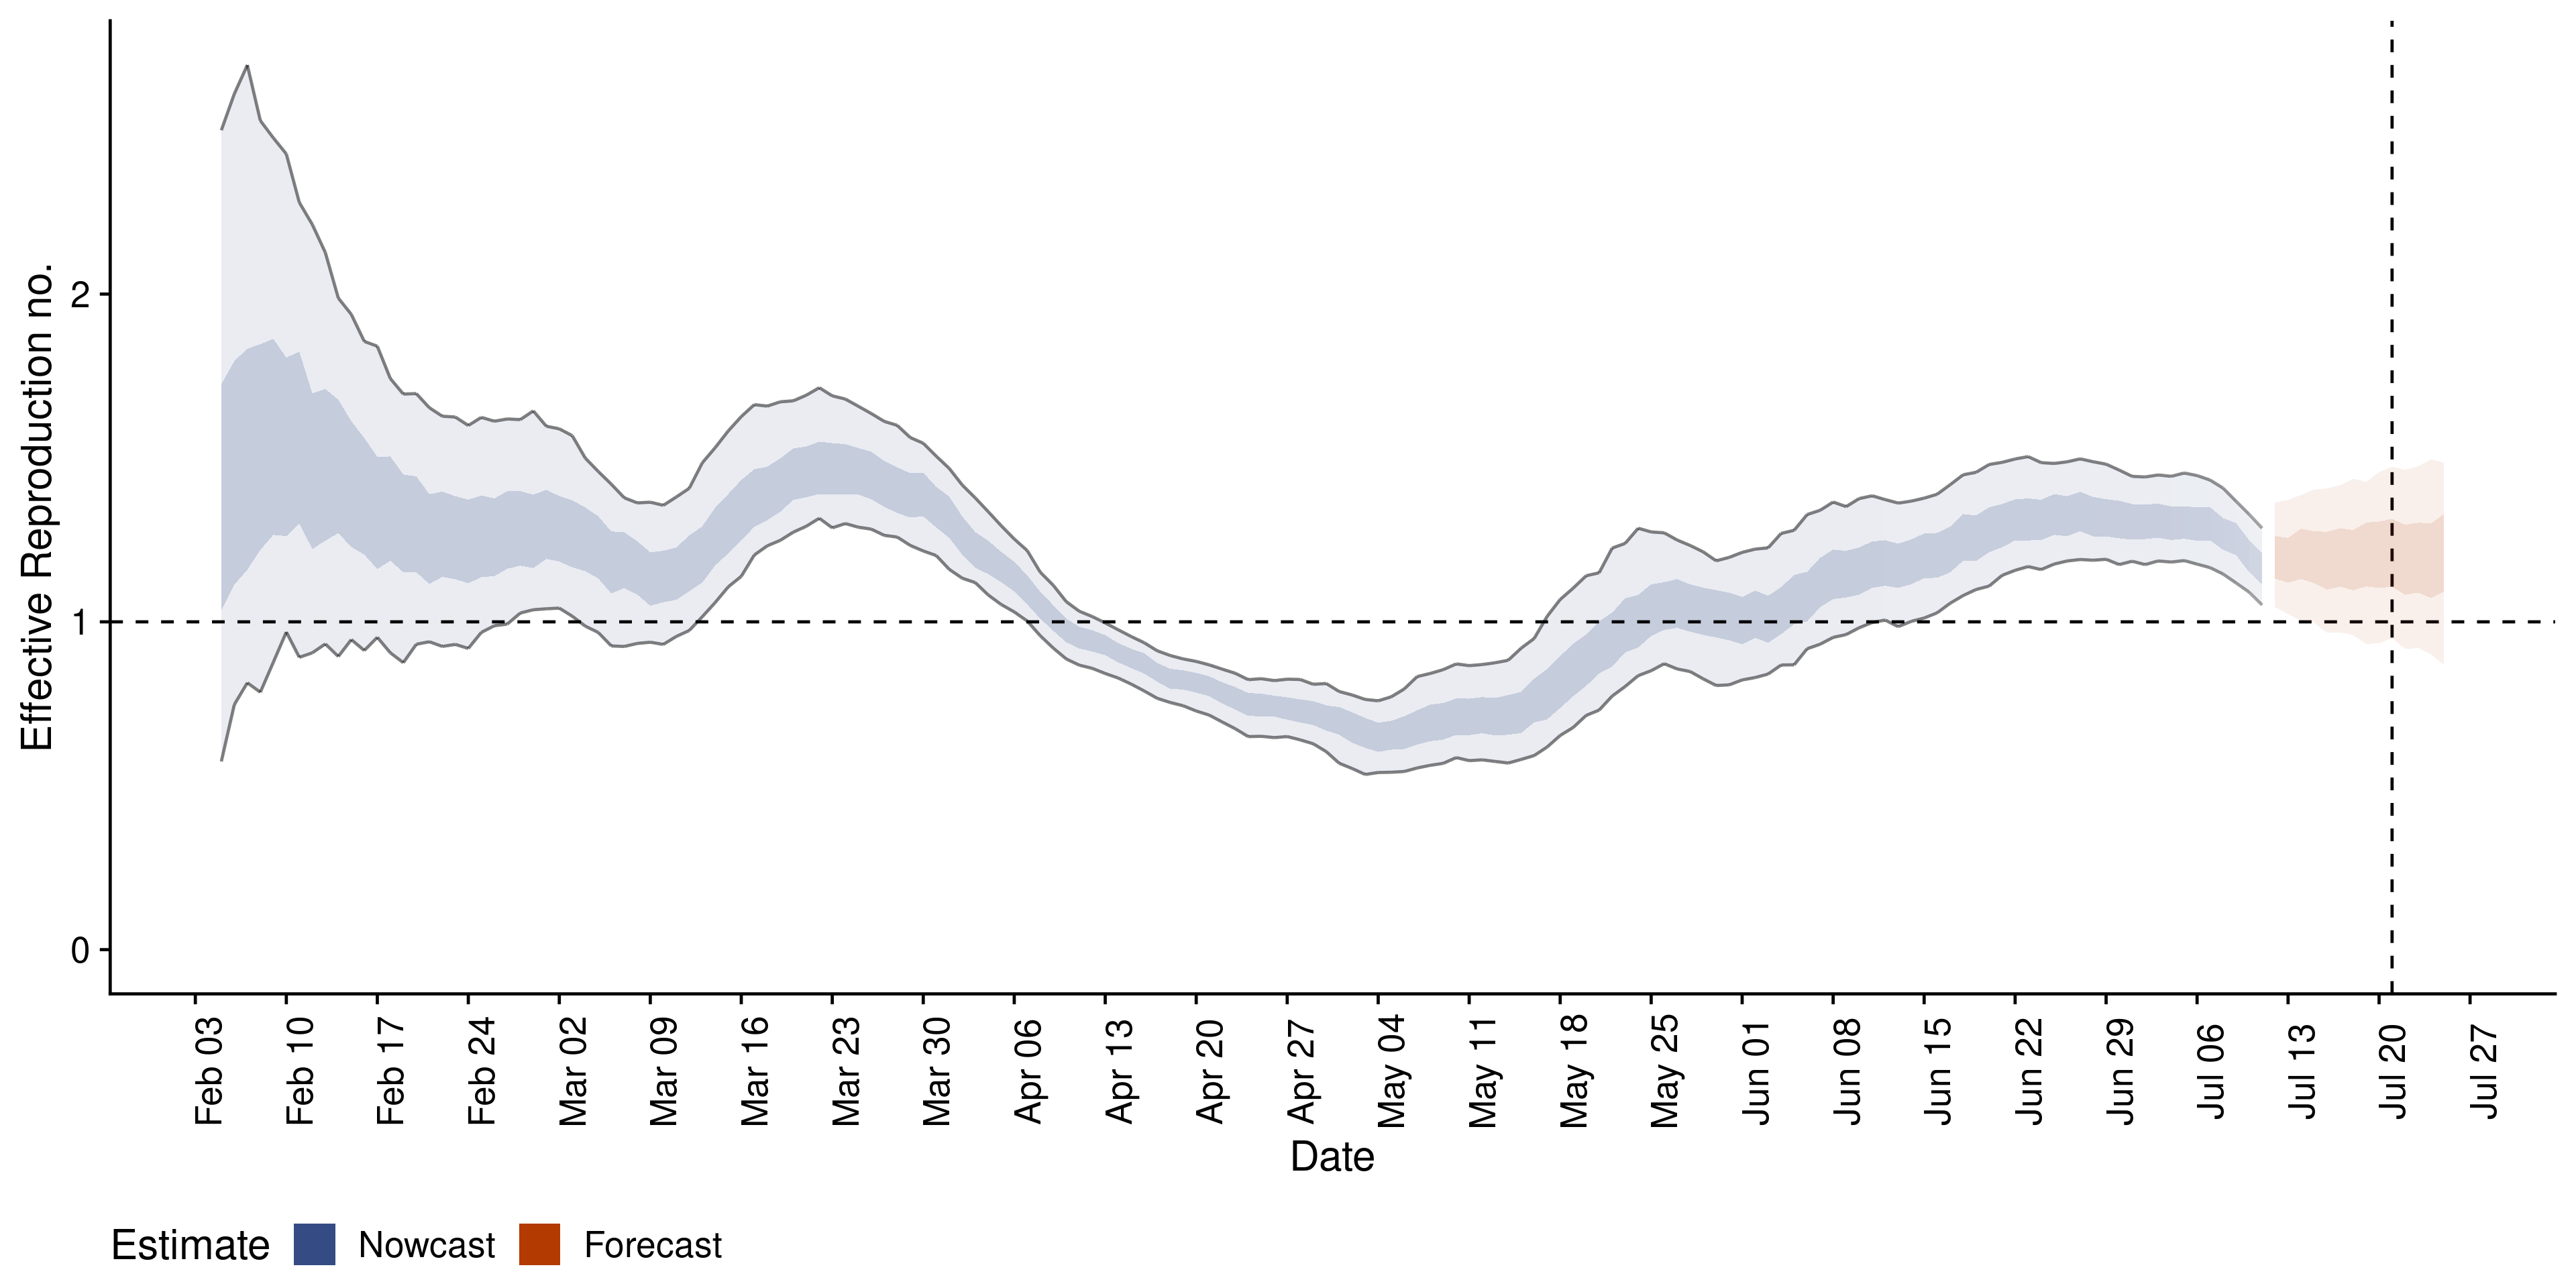 Effective Reproduction no.
2
1
0
Feb 03
Feb 10
Feb 17
Feb 24
Mar 02
Mar 09
Mar 16
Mar 23
Mar 30
Apr 06
Apr 13
Apr 20
Apr 27
May 04
May 11
May 18
May 25
Jun 01
Jun 08
Jun 15
Jun 22
Jun 29
Jul 06
Jul 13
Jul 20
Jul 27
Date
Estimate Nowcast Forecast